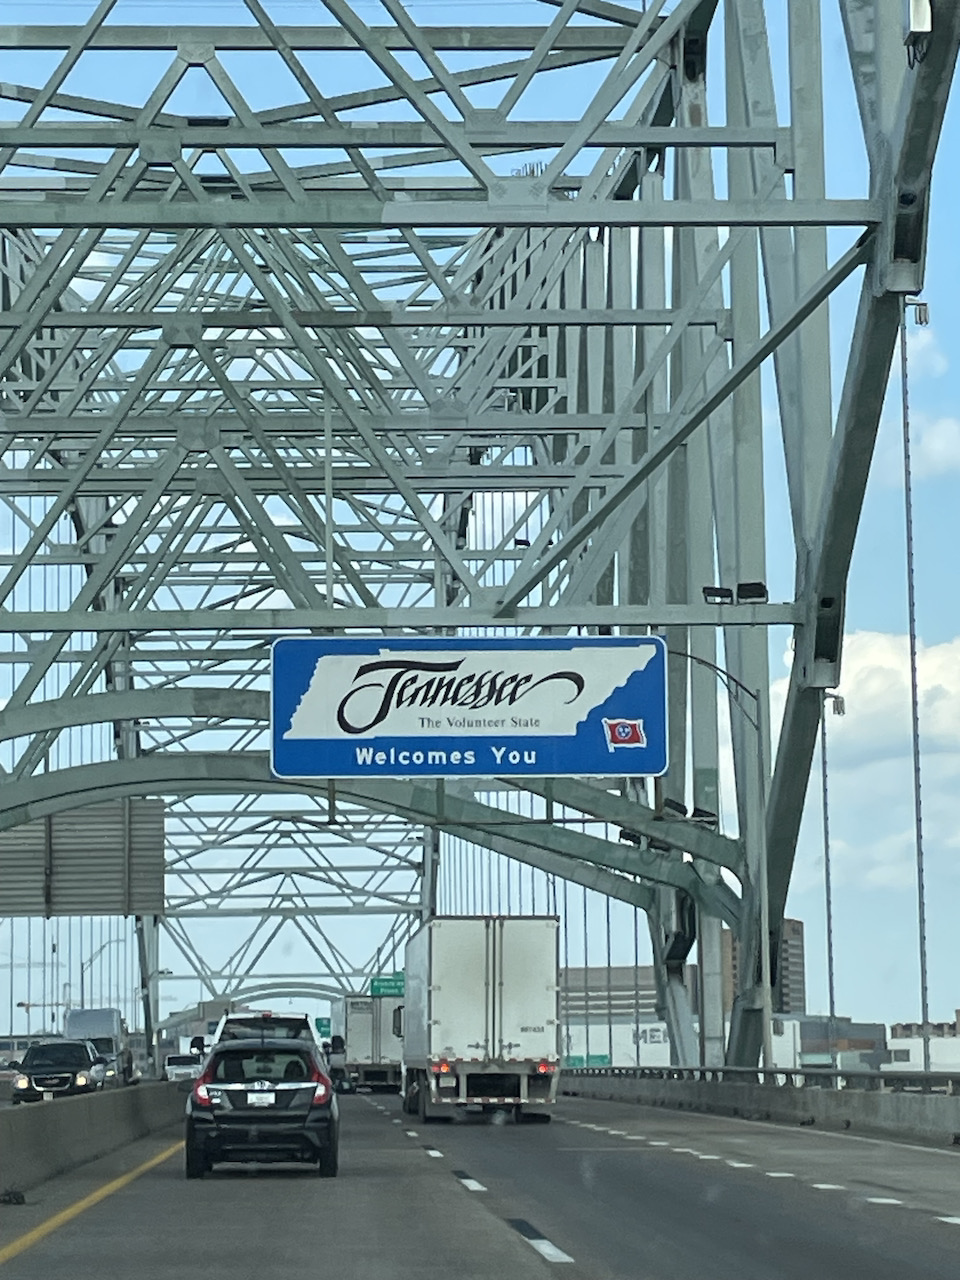 Tennessee
The Volunteer State
Welcomes You